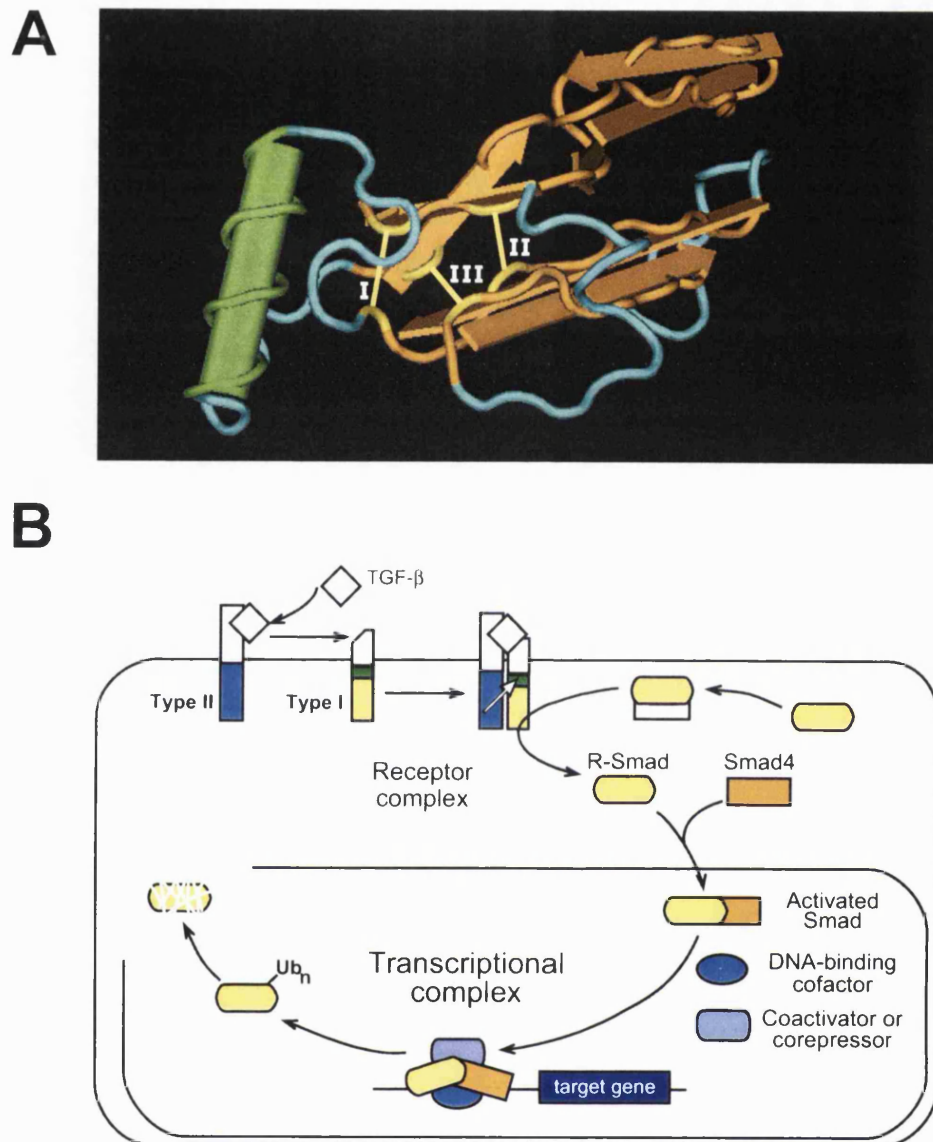 A
I
II
III
B
TGF-β
Type II
Type I
Receptor
complex
R-Smad
Smad4
Activated
Smad
DNA-binding
cofactor
Coactivator or
corepressor
Transcriptional
complex
Ubn
target gene